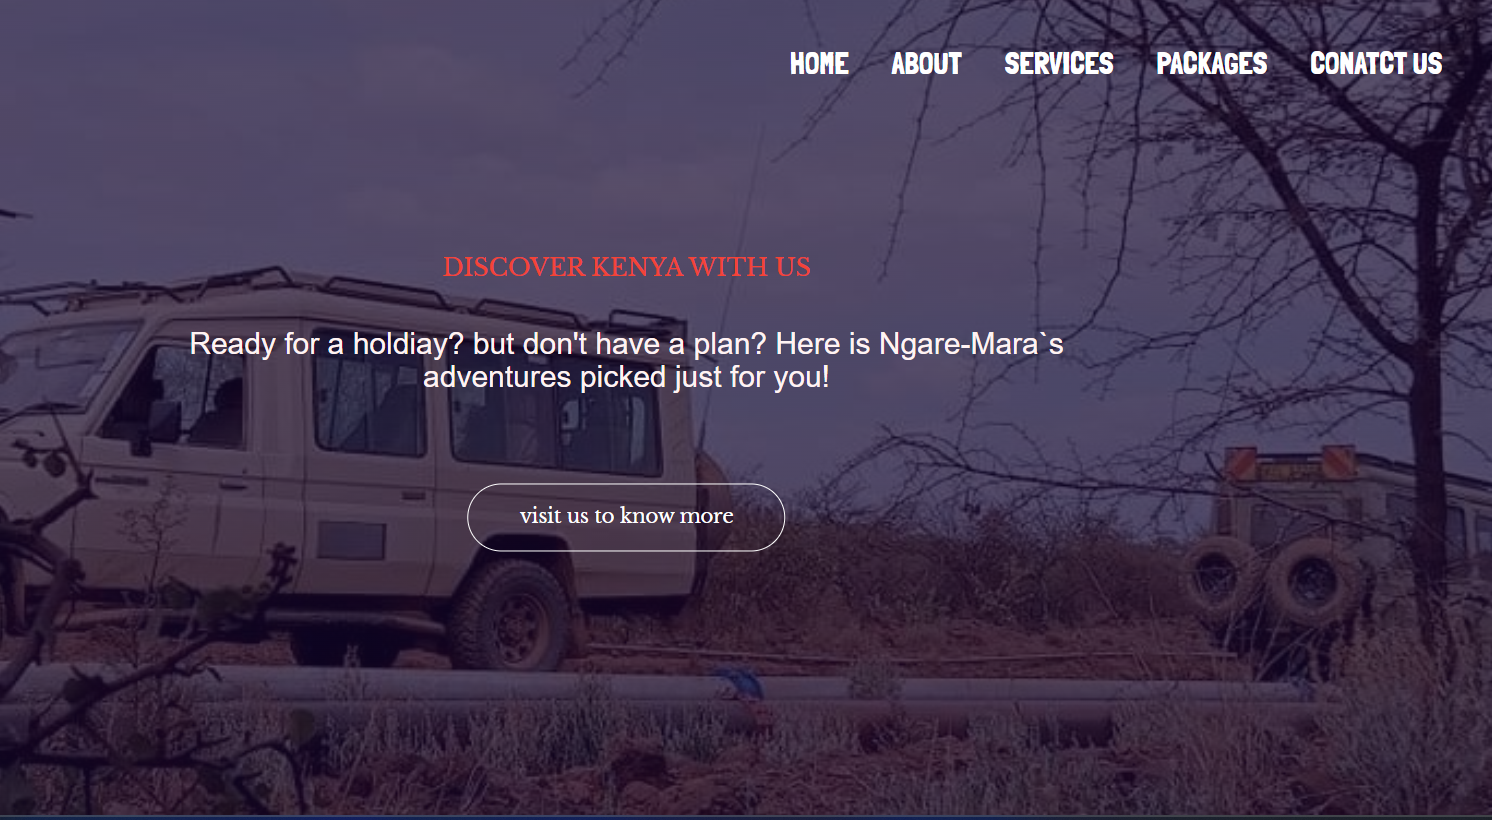 HOME ABOUT SERVICES PACKAGES CONATCT US
DISCOVER KENYA WITH US
Ready for a holdiay? but don't have a plan? Here is Ngare-Mara`s
adventures picked just for you!
visit us to know more